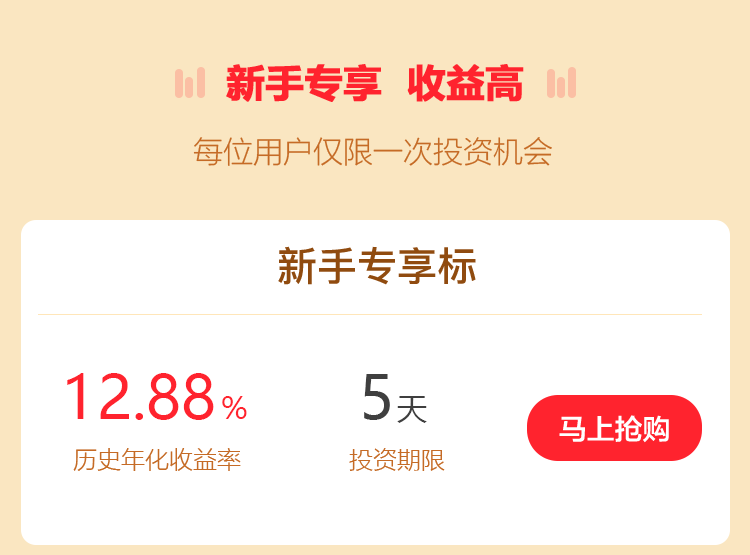 新手专享 收益高
每位用户仅限一次投资机会
新手专享标
12.88%
历史年化收益率
5天
投资期限
马上抢购